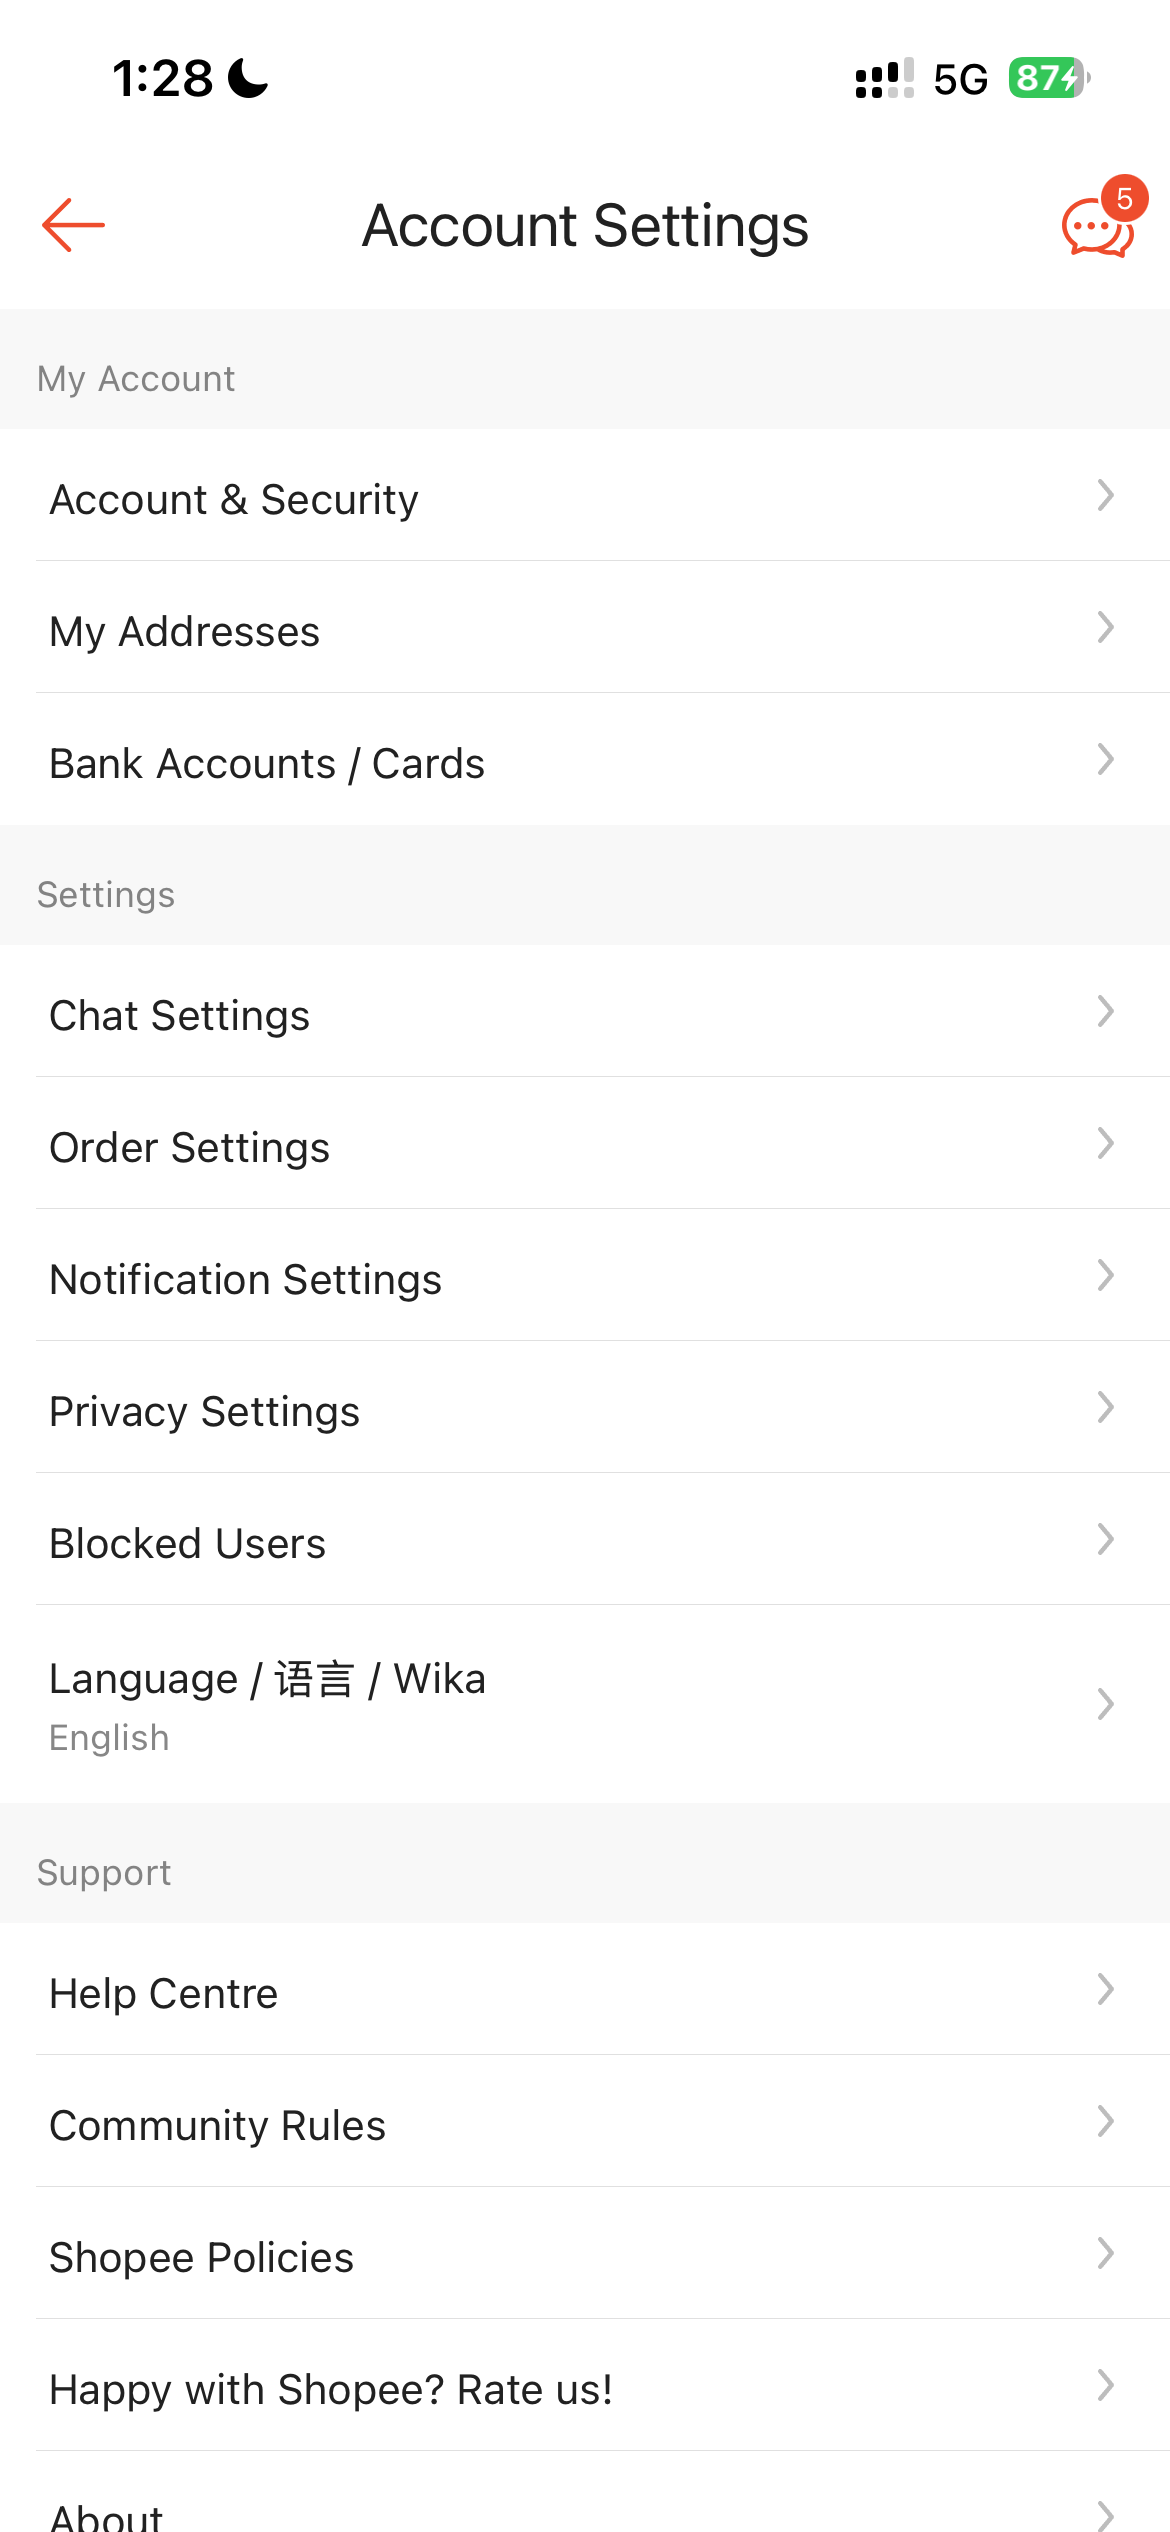 1:28
5G
87
Account Settings
5
My Account
Account & Security
My Addresses
Bank Accounts / Cards
Settings
Chat Settings
Order Settings
Notification Settings
Privacy Settings
Blocked Users
Language / 语言 / Wika
English
Support
Help Centre
Community Rules
Shopee Policies
Happy with Shopee? Rate us!
About